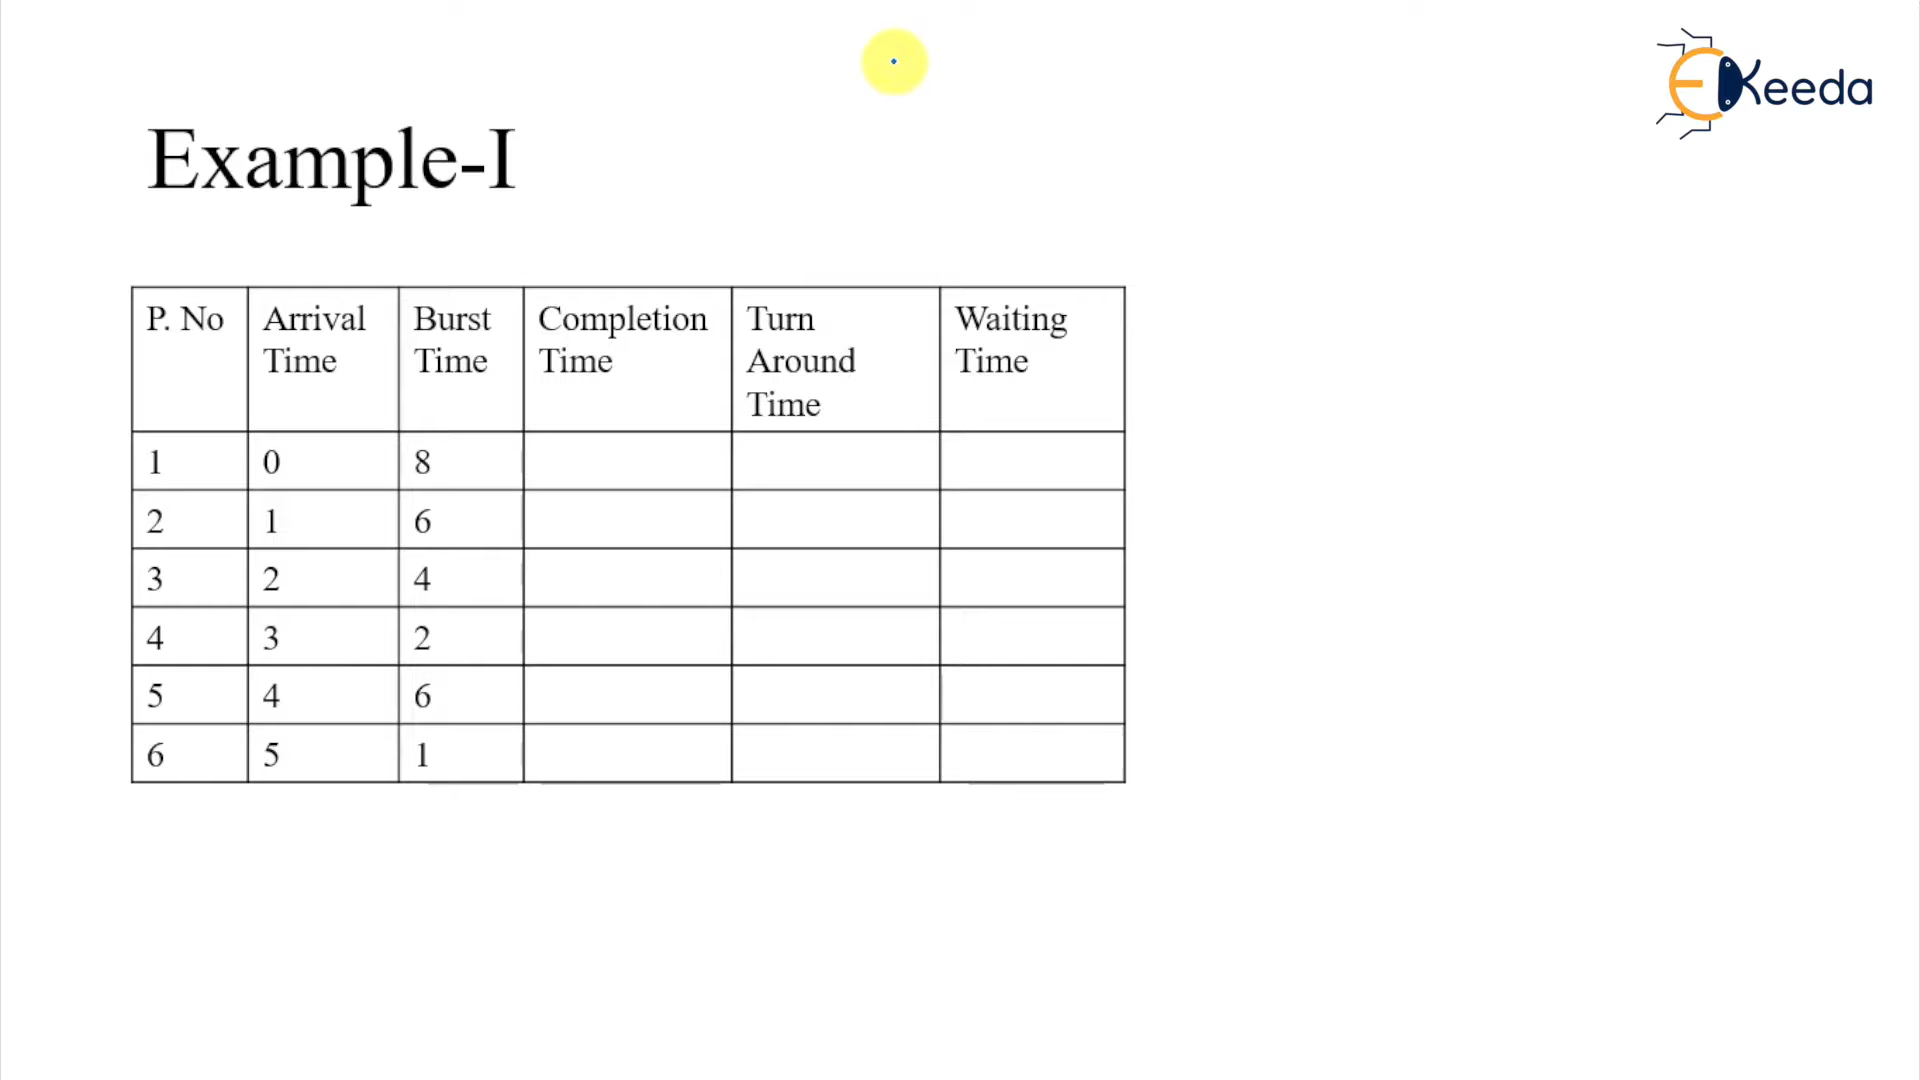 EKeeda
Example-I
P. No Arrival Time Burst Time Completion Time Turn Around Time Waiting Time
1 0 8
2 1 6
3 2 4
4 3 2
5 4 6
6 5 1